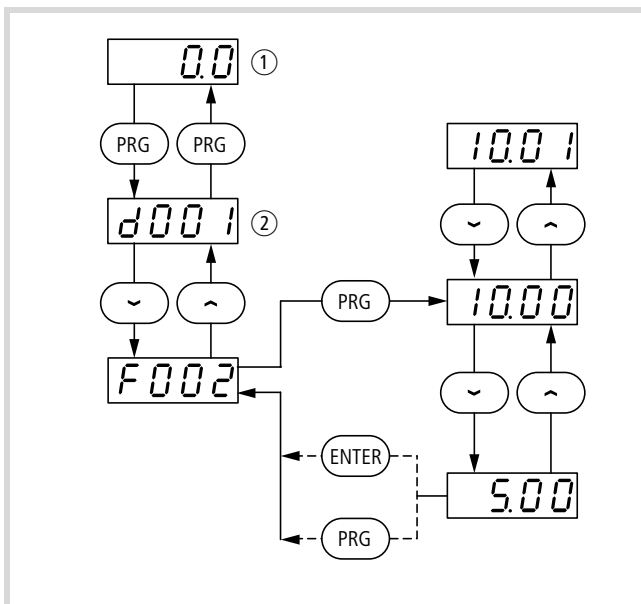 0.0 ①
PRG PRG
10.01
d001 ②
PRG 10.00
F002
ENTER
5.00
PRG